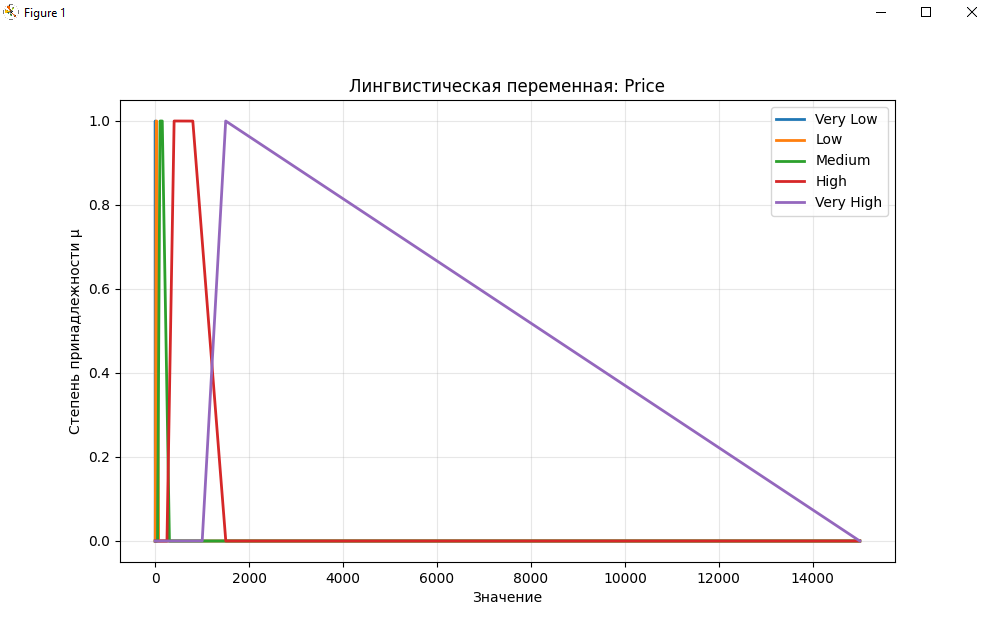 Figure 1
Лингвистическая переменная: Price
Very Low
Low
Medium
High
Very High
1.0
0.8
0.6
0.4
0.2
0.0
Степень принадлежности μ
0 2000 4000 6000 8000 10000 12000 14000
Значение